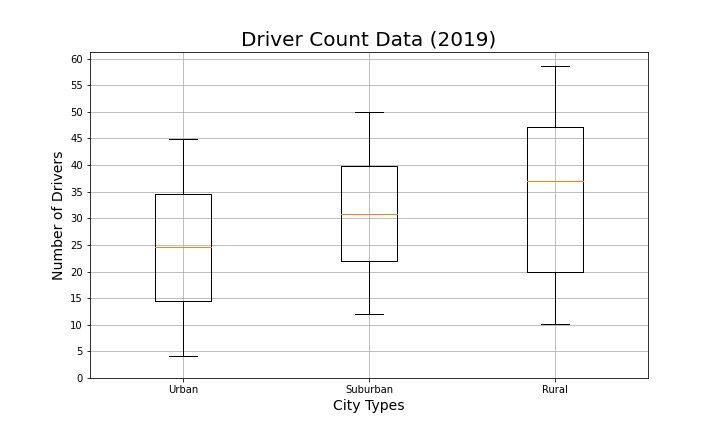 Driver Count Data (2019)
Number of Drivers
60
55
50
45
40
35
30
25
20
15
10
5
0
Urban
Suburban
Rural
City Types